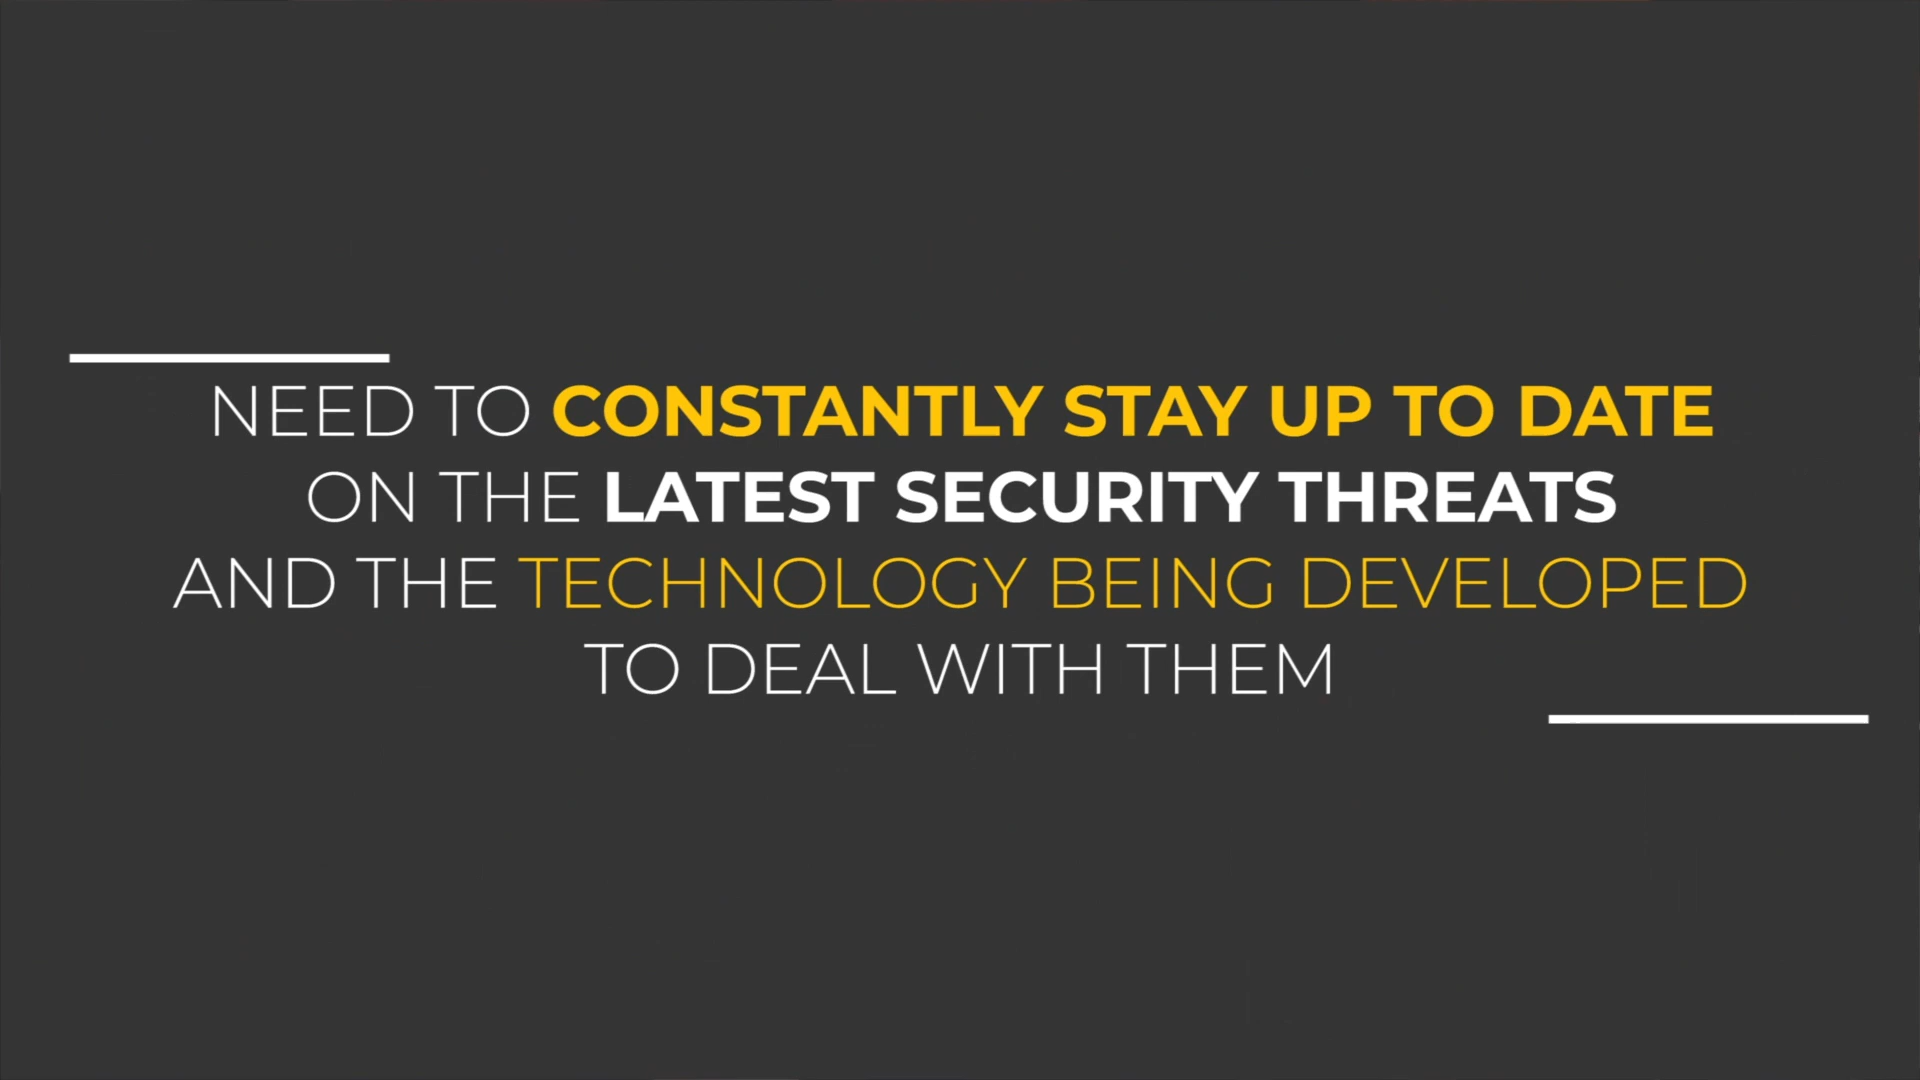 NEED TO CONSTANTLY STAY UP TO DATE
ON THE LATEST SECURITY THREATS
AND THE TECHNOLOGY BEING DEVELOPED
TO DEAL WITH THEM